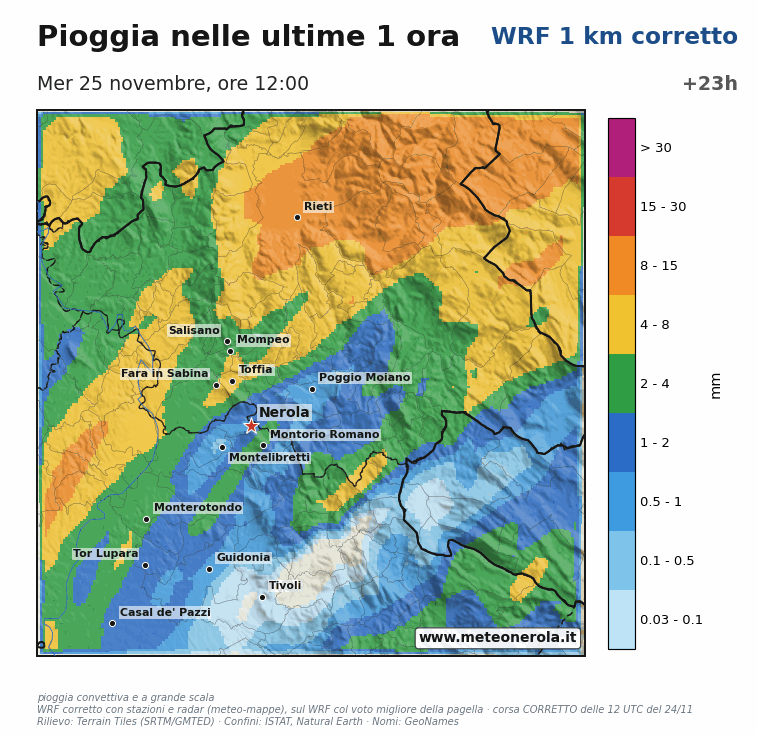 Pioggia nelle ultime 1 ora
WRF 1 km corretto
Mer 25 novembre, ore 12:00
+23h
Rieti
Salisano
Mompeo
Fara in Sabina
Toffia
Poggio Moiano
Nerola
Montorio Romano
Montelibretti
Monterotondo
Tor Lupara
Guidonia
Tivoli
Casal de' Pazzi
www.meteonerola.it
> 30
15 - 30
8 - 15
4 - 8
2 - 4
1 - 2
0.5 - 1
0.1 - 0.5
0.03 - 0.1
mm
pioggia convettiva e a grande scala
WRF corretto con stazioni e radar (meteo-mappe), sul WRF col voto migliore della pagella · corsa CORRETTO delle 12 UTC del 24/11
Rilievo: Terrain Tiles (SRTM/GMTED) · Confini: ISTAT, Natural Earth · Nomi: GeoNames